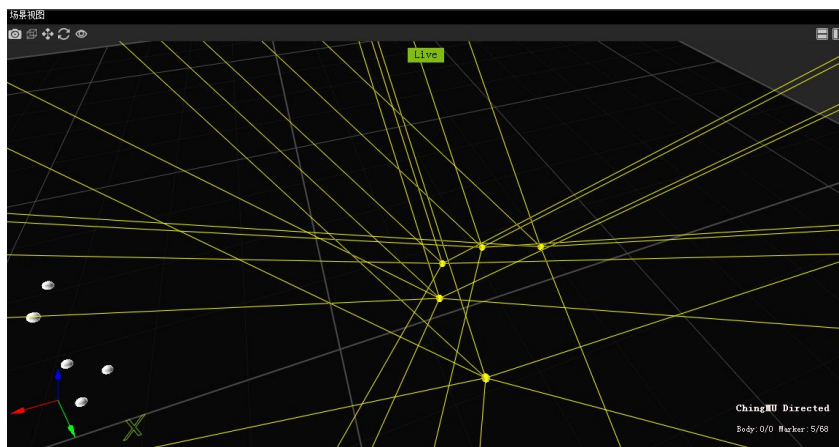 场景视图
Live
X
ChingMU Directed
Body:0/0 Marker:5/68